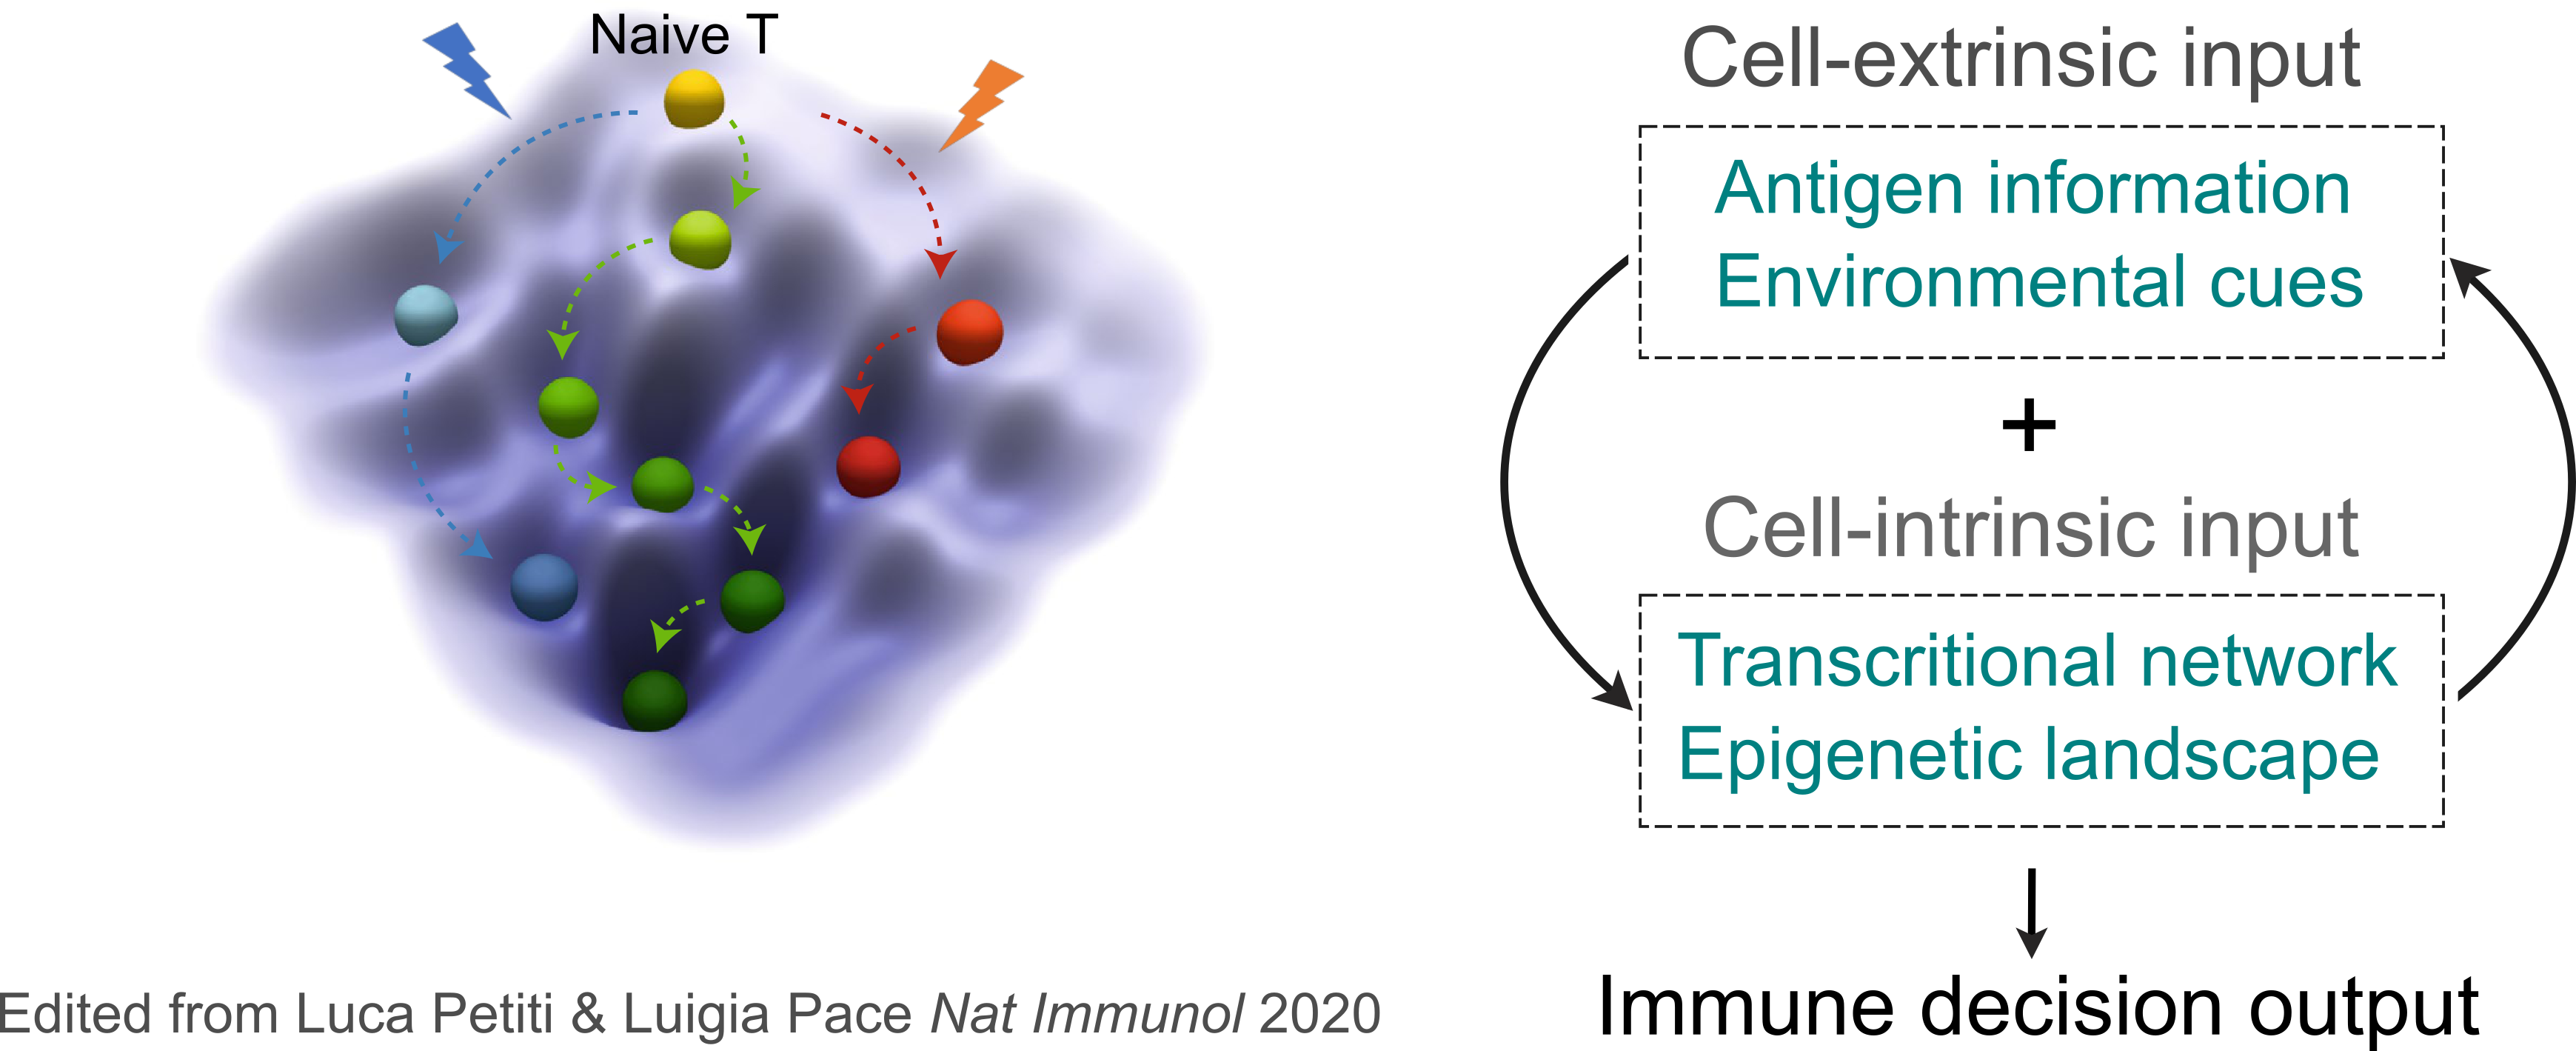 Naive T
Cell-extrinsic input
Antigen information
Environmental cues
+
Cell-intrinsic input
Transcritional network
Epigenetic landscape
Immune decision output
Edited from Luca Petiti & Luigia Pace Nat Immunol 2020